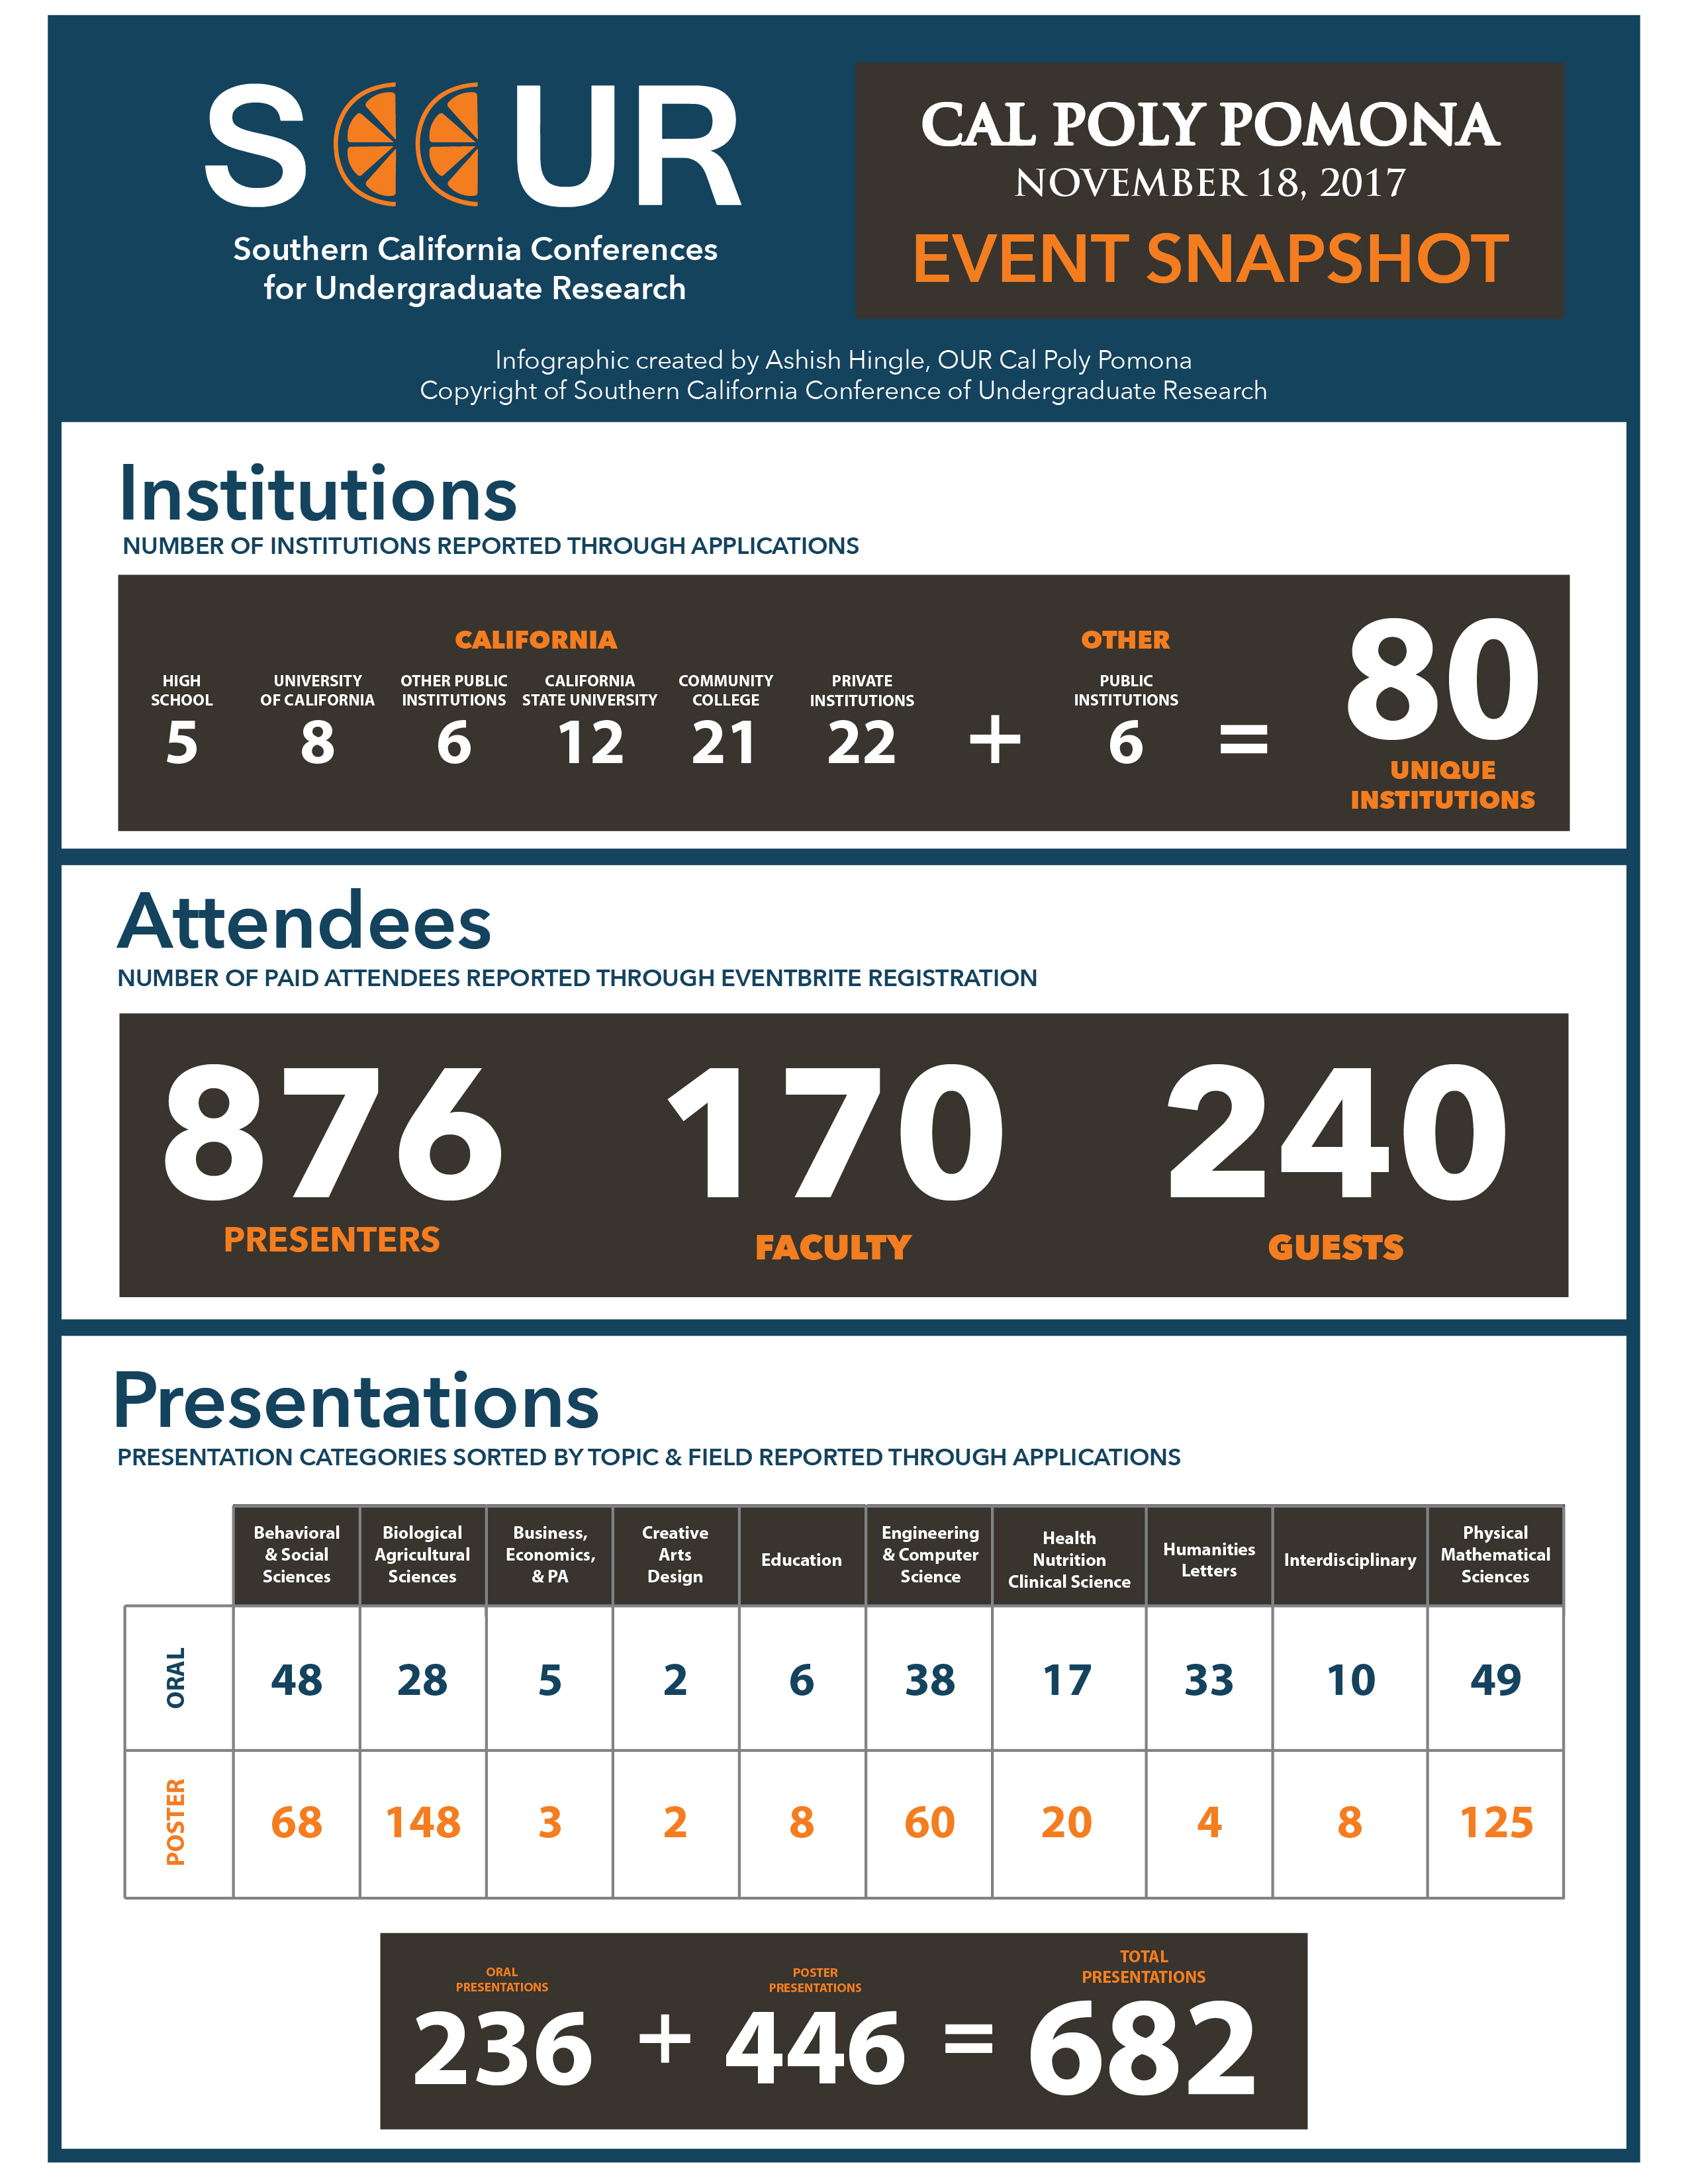 SCCUR
Southern California Conferences
for Undergraduate Research
CAL POLY POMONA
NOVEMBER 18, 2017
EVENT SNAPSHOT
Infographic created by Ashish Hingle, OUR Cal Poly Pomona
Copyright of Southern California Conference of Undergraduate Research
Institutions
NUMBER OF INSTITUTIONS REPORTED THROUGH APPLICATIONS
CALIFORNIA
HIGH
SCHOOL
5
UNIVERSITY
OF CALIFORNIA
8
OTHER PUBLIC
INSTITUTIONS
6
CALIFORNIA
STATE UNIVERSITY
12
COMMUNITY
COLLEGE
21
PRIVATE
INSTITUTIONS
22
+
OTHER
PUBLIC
INSTITUTIONS
6
=
80
UNIQUE
INSTITUTIONS
Attendees
NUMBER OF PAID ATTENDEES REPORTED THROUGH EVENTBRITE REGISTRATION
876
PRESENTERS
170
FACULTY
240
GUESTS
Presentations
PRESENTATION CATEGORIES SORTED BY TOPIC & FIELD REPORTED THROUGH APPLICATIONS
Behavioral
& Social
Sciences
Biological
Agricultural
Sciences
Business,
Economics,
& PA
Creative
Arts
Design
Education
Engineering
& Computer
Science
Health
Nutrition
Clinical Science
Humanities
Letters
Interdisciplinary
Physical
Mathematical
Sciences
ORAL 48 28 5 2 6 38 17 33 10 49
POSTER 68 148 3 2 8 60 20 4 8 125
ORAL
PRESENTATIONS
236
+
POSTER
PRESENTATIONS
446
=
TOTAL
PRESENTATIONS
682